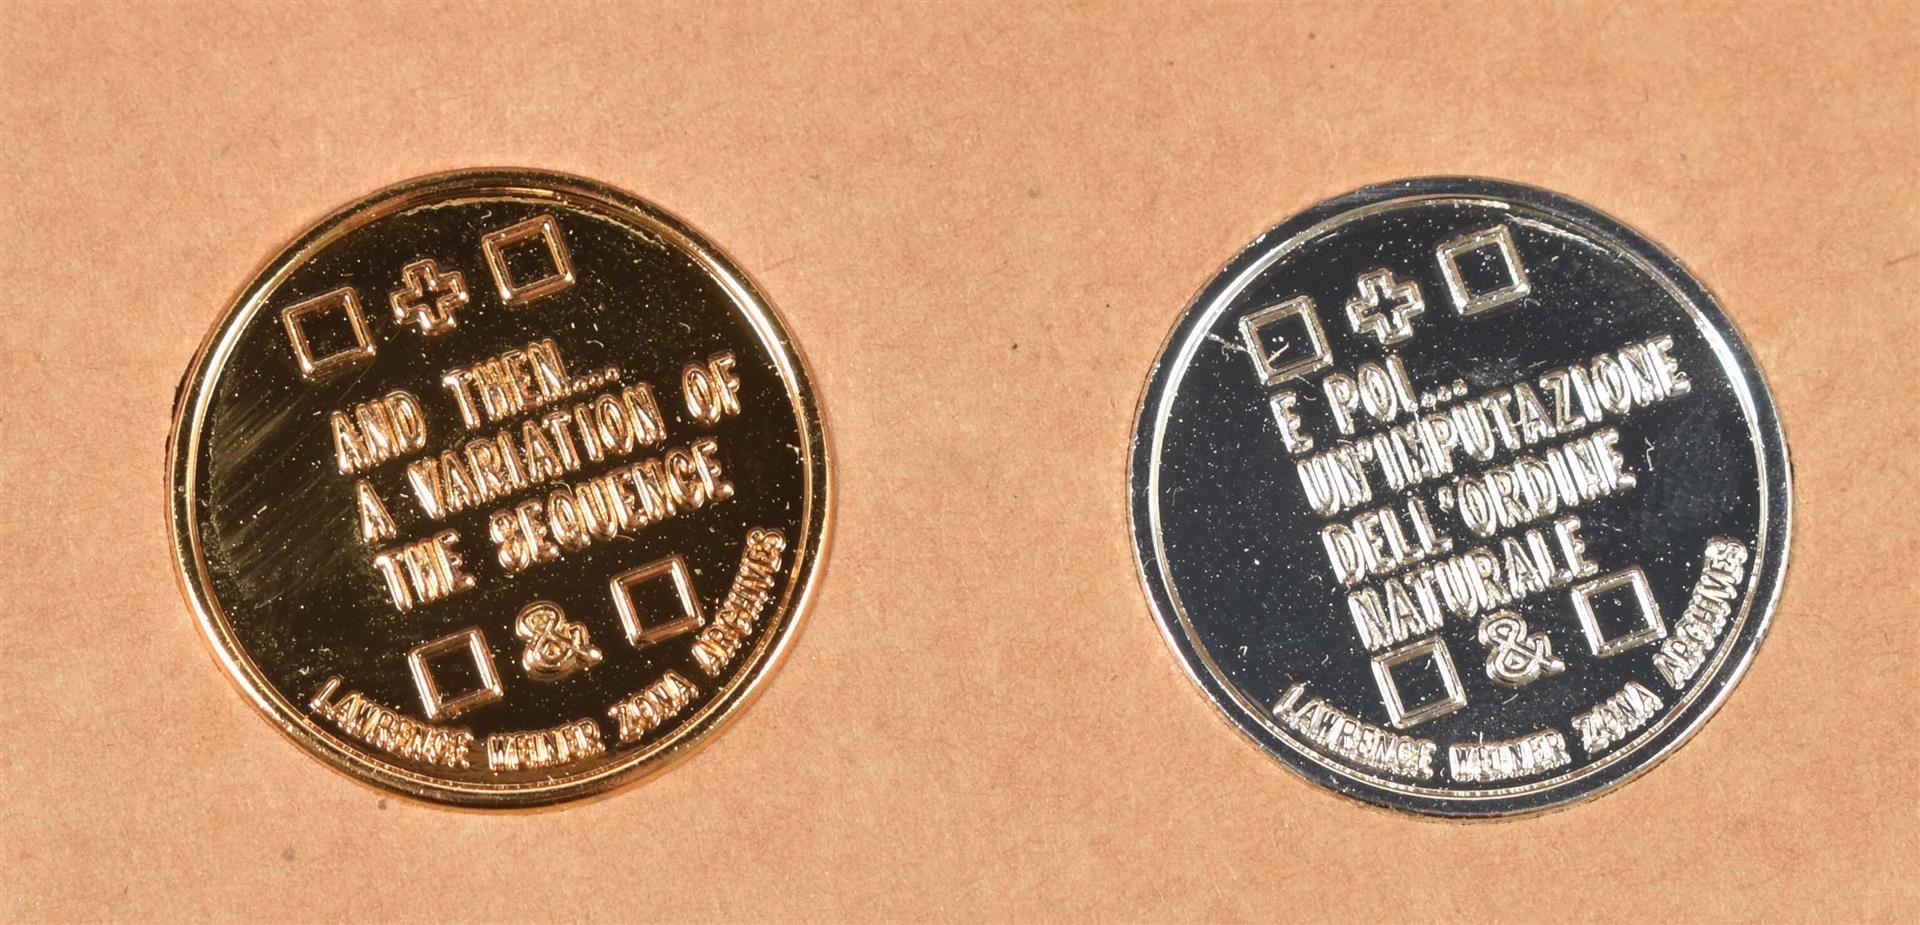 +
AND THEN....
A VARIATION OF
THE SEQUENCE
&
LAWRENCE WEINER ZONA ARCHIVES
+
E POI...
UN'IMPUTAZIONE
DELL'ORDINE
NATURALE
&
LAWRENCE WEINER ZONA ARCHIVES